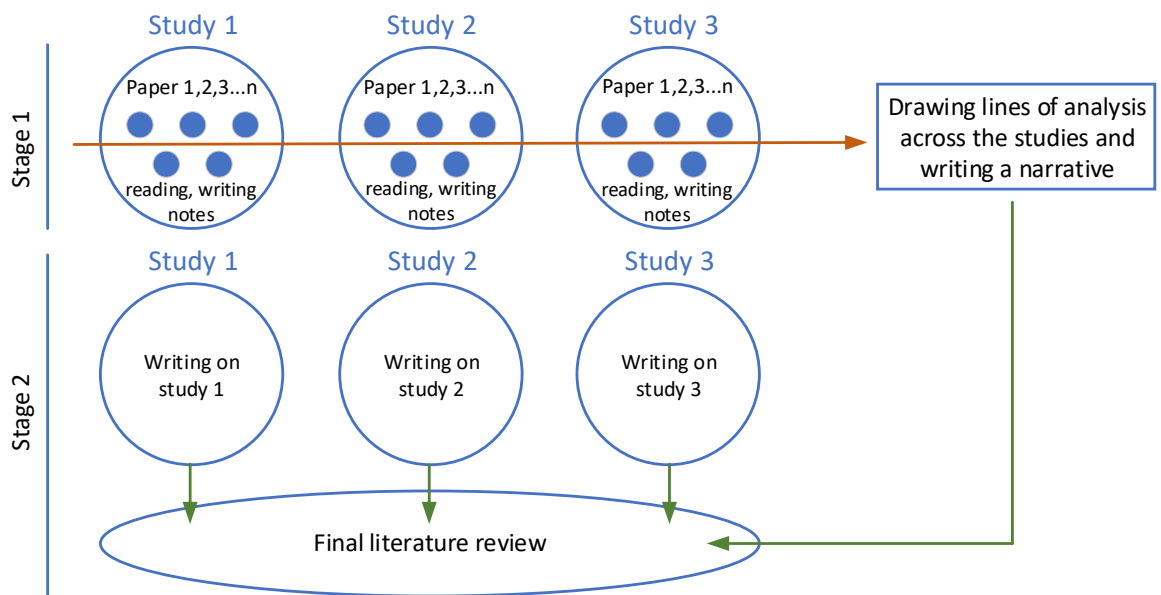 Study 1
Study 2
Study 3
Stage 1
Paper 1,2,3...n
reading, writing
notes
Paper 1,2,3...n
reading, writing
notes
Paper 1,2,3...n
reading, writing
notes
Drawing lines of analysis
across the studies and
writing a narrative
Study 1
Study 2
Study 3
Stage 2
Writing on
study 1
Writing on
study 2
Writing on
study 3
Final literature review